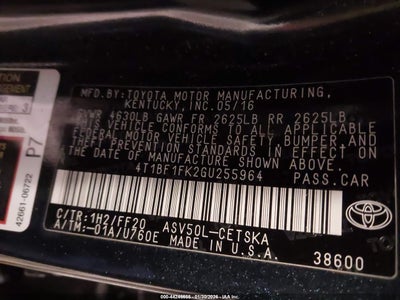 MFD.BY:TOYOTA MOTOR MANUFACTURING,
KENTUCKY,INC.05/16
GVWR 4630LB GAWR FR 2625LB RR 2625LB
THIS VEHICLE CONFORMS TO ALL APPLICABLE
FEDERAL MOTOR VEHICLE SAFETY,BUMPER,AND
THEFT PREVENTION STANDARDS IN EFFECT ON
THE DATE OF MANUFACTURE SHOWN ABOVE.
4T1BF1FK2GU255964 PASS.CAR
C/TR:1H2/FF20 ASV50L-CETSKA
A/TM:-01A/U760E MADE IN U.S.A.
38600
TOYOTA
P7
42661-06722